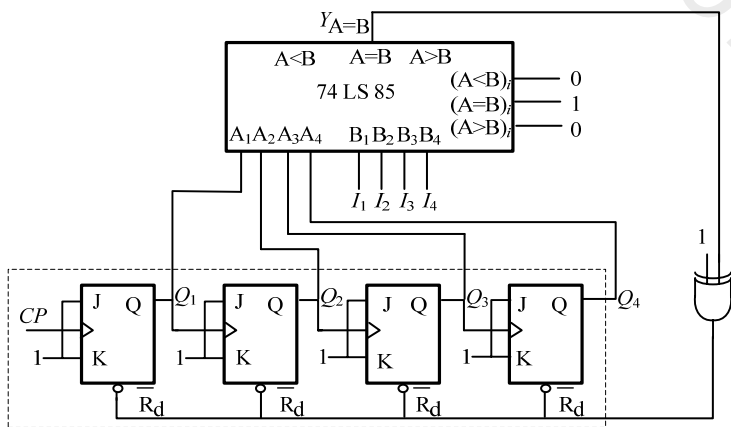 Y_A=B
A<B A=B A>B
74 LS 85
(A<B)_i 0
(A=B)_i 1
(A>B)_i 0
A₁ A₂ A₃ A₄ B₁ B₂ B₃ B₄
I₁ I₂ I₃ I₄
1
J Q Q₁ J Q Q₂ J Q Q₃ J Q Q₄
CP
1 K 1 K 1 K 1 K
R̅d R̅d R̅d R̅d